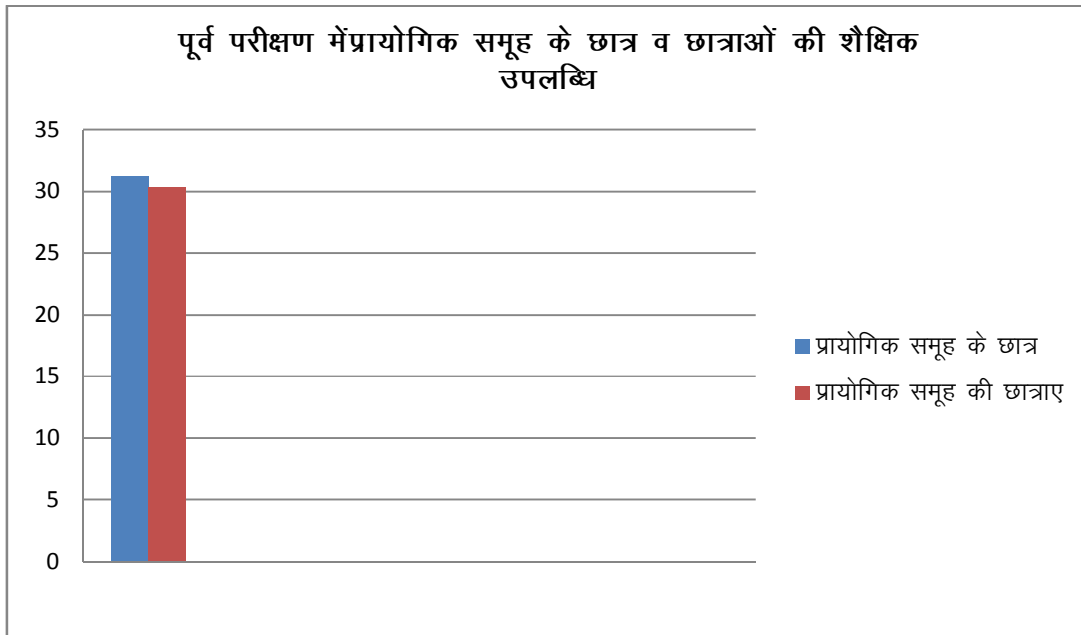 पूर्व परीक्षण मेंप्रायोगिक समूह के छात्र व छात्राओं की शैक्षिक
उपलब्धि
35
30
25
20
15
10
5
0
प्रायोगिक समूह के छात्र
प्रायोगिक समूह की छात्राए